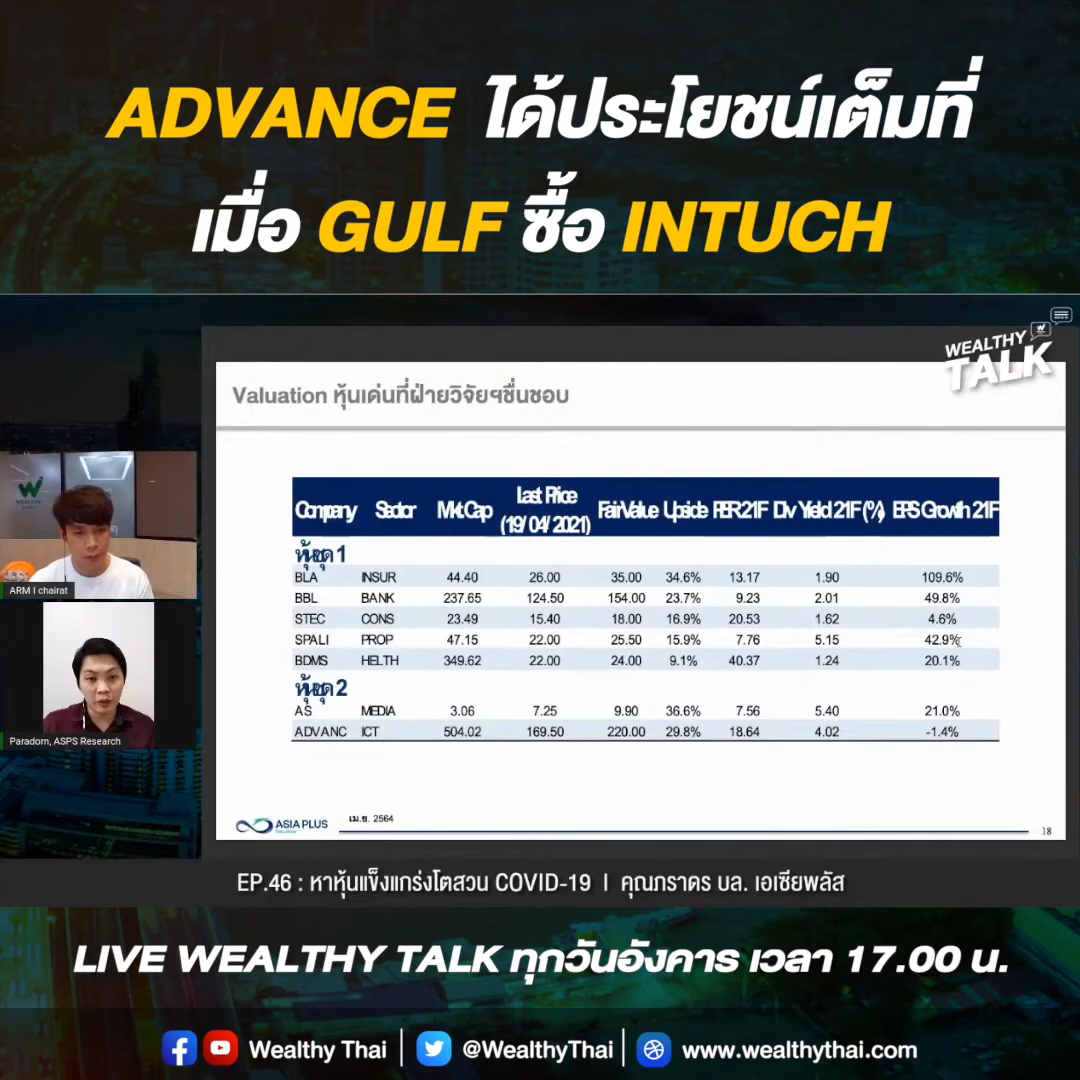 ADVANCE ได้ประโยชน์เต็มที่
เมื่อ GULF ซื้อ INTUCH
WEALTHY
TALK
Valuation หุ้นเด่นที่ฝ่ายวิจัยฯชื่นชอบ
Company Sector Mkt Cap Last Price (19/04/2021) Fair Value Upside PER 21F Div Yield 21F (%) EPS Growth 21F
หุ้นชุด 1
BLA INSUR 44.40 26.00 35.00 34.6% 13.17 1.90 109.6%
BBL BANK 237.65 124.50 154.00 23.7% 9.23 2.01 49.8%
STEC CONS 23.49 15.40 18.00 16.9% 20.53 1.62 4.6%
SPALI PROP 47.15 22.00 25.50 15.9% 7.76 5.15 42.9%
BDMS HELTH 349.62 22.00 24.00 9.1% 40.37 1.24 20.1%
หุ้นชุด 2
AS MEDIA 3.06 7.25 9.90 36.6% 7.56 5.40 21.0%
ADVANC ICT 504.02 169.50 220.00 29.8% 18.64 4.02 -1.4%
WEALTHY
ARM I chairat
Paradorn, ASPS Research
ASIA PLUS
เม.ย. 2564
18
EP.46 : หาหุ้นแข็งแกร่งโตสวน COVID-19 I คุณภราดร บล. เอเซียพลัส
LIVE WEALTHY TALK ทุกวันอังคาร เวลา 17.00 น.
Wealthy Thai | @WealthyThai | www.wealthythai.com